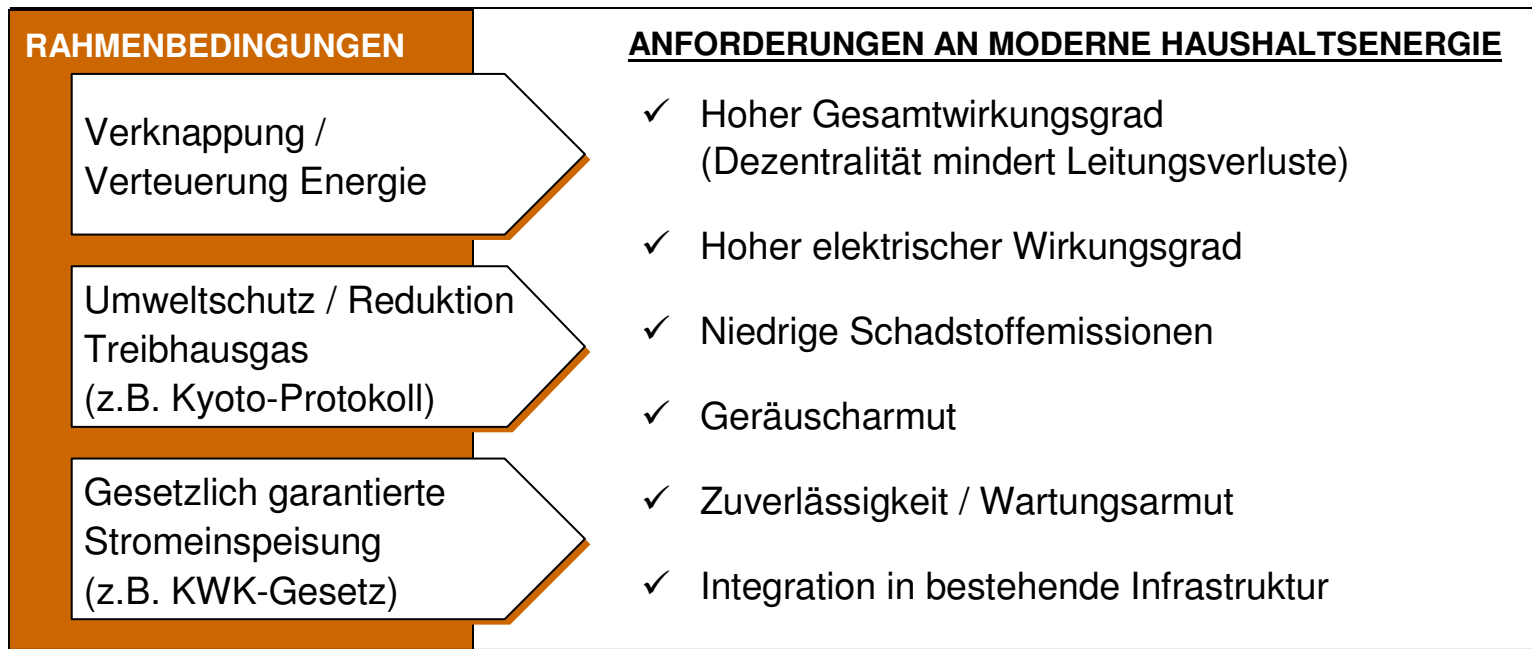 RAHMENBEDINGUNGEN
Verknappung /
Verteuerung Energie
Umweltschutz / Reduktion
Treibhausgas
(z.B. Kyoto-Protokoll)
Gesetzlich garantierte
Stromeinspeisung
(z.B. KWK-Gesetz)
ANFORDERUNGEN AN MODERNE HAUSHALTSENERGIE
✓ Hoher Gesamtwirkungsgrad
(Dezentralität mindert Leitungsverluste)
✓ Hoher elektrischer Wirkungsgrad
✓ Niedrige Schadstoffemissionen
✓ Geräuscharmut
✓ Zuverlässigkeit / Wartungsarmut
✓ Integration in bestehende Infrastruktur